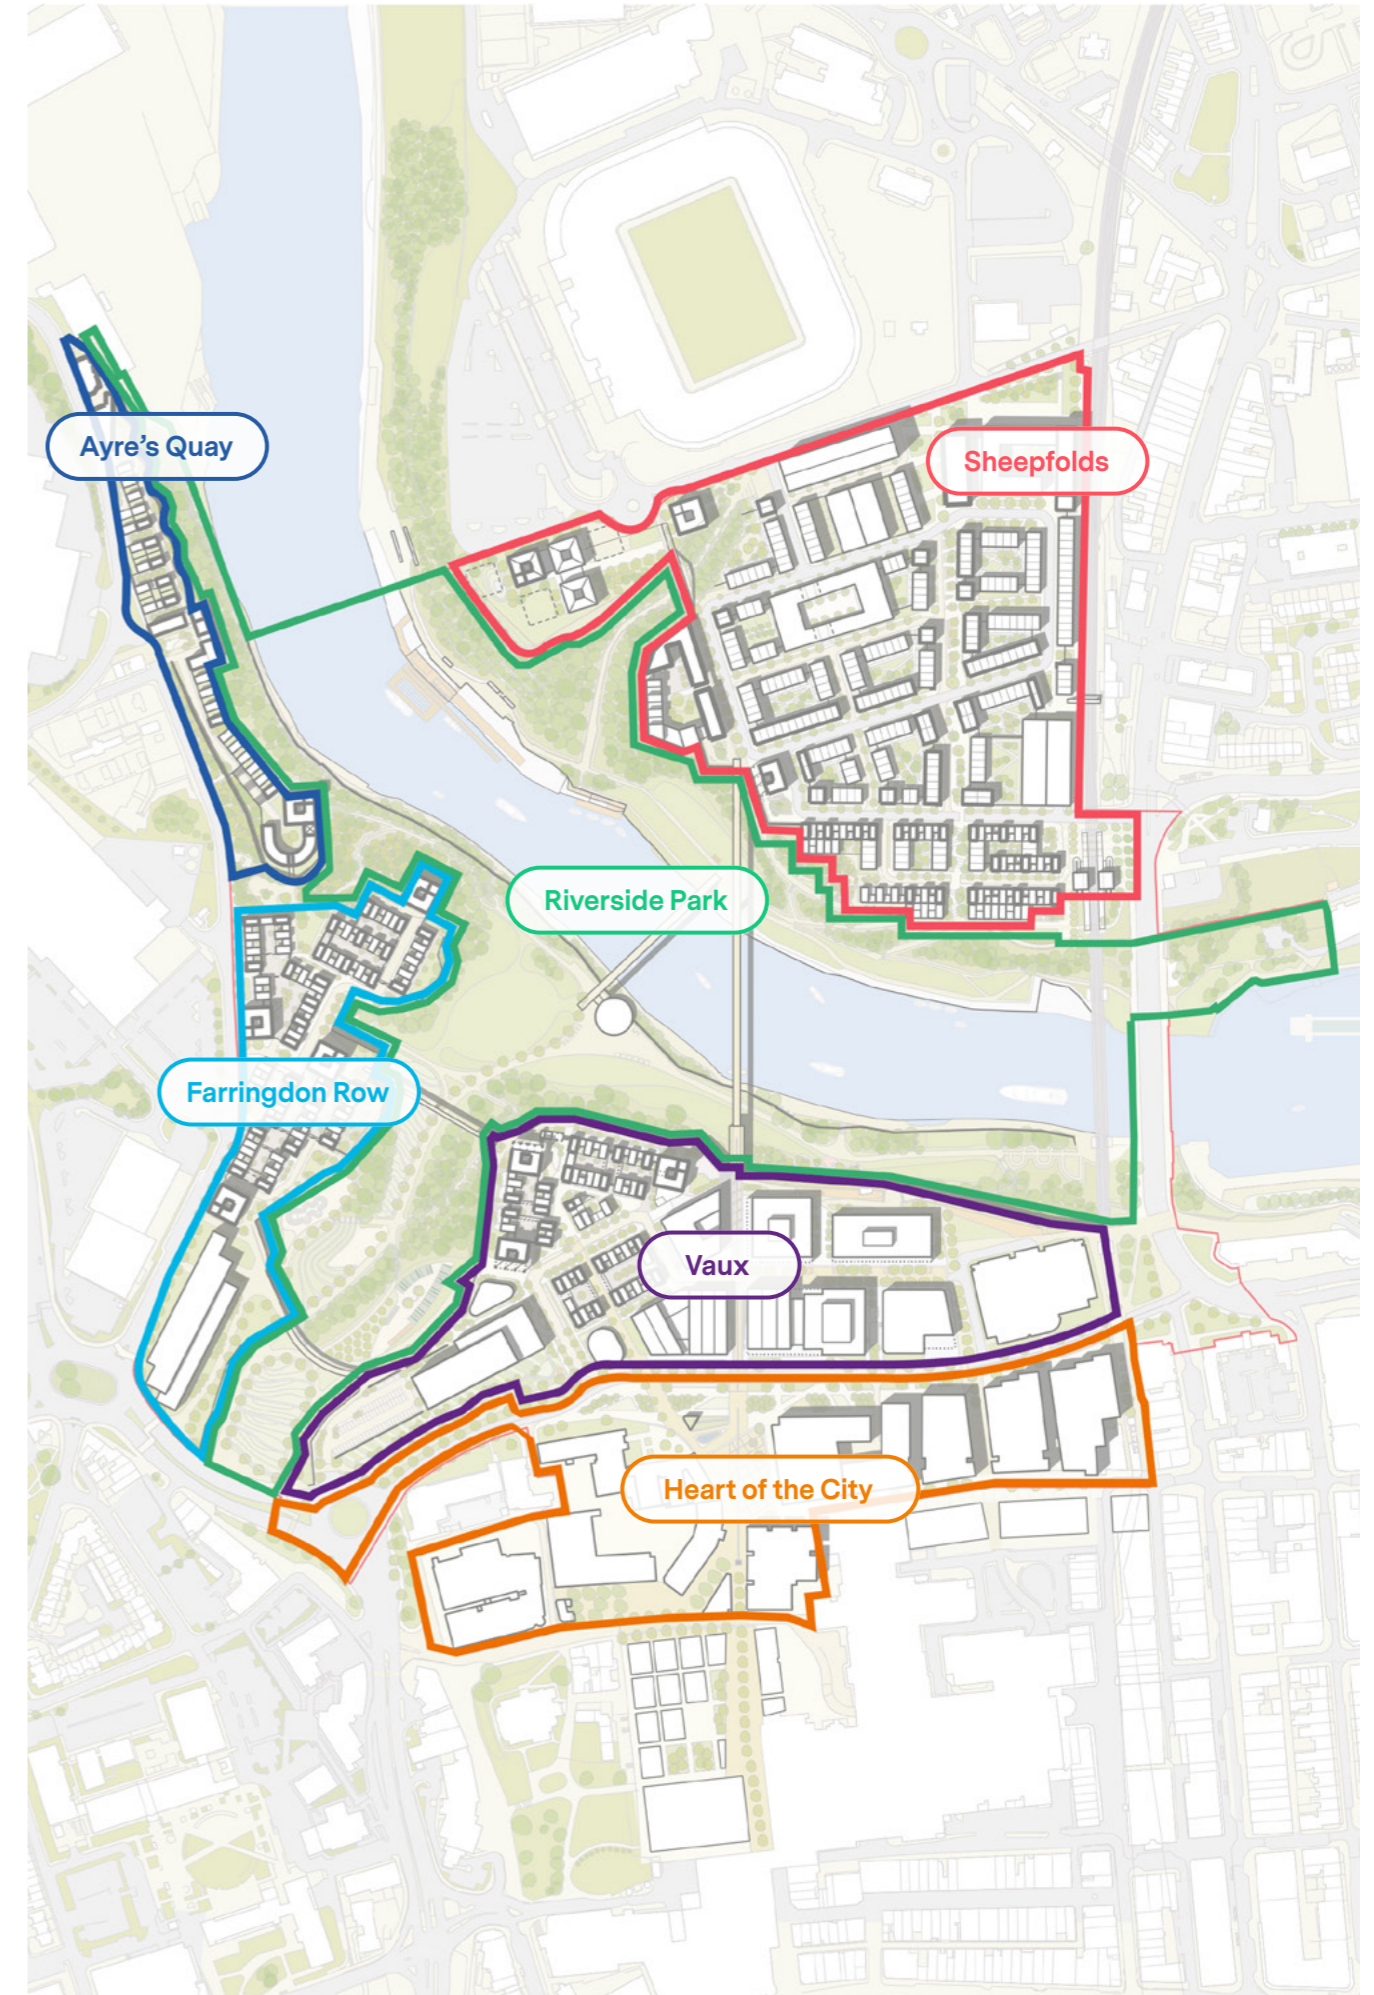 Ayre’s Quay
Sheepfolds
Riverside Park
Farringdon Row
Vaux
Heart of the City